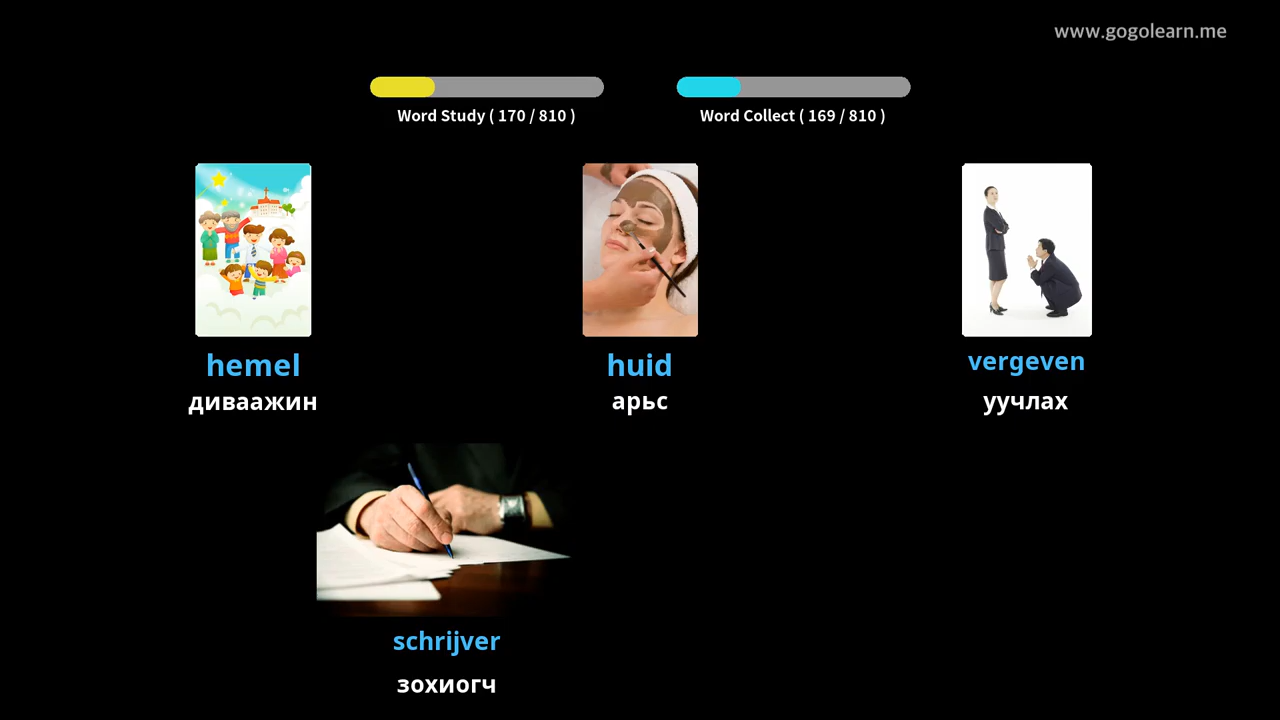 www.gogolearn.me
Word Study ( 170 / 810 )
Word Collect ( 169 / 810 )
hemel
диваажин
huid
арьс
vergeven
уучлах
schrijver
зохиогч